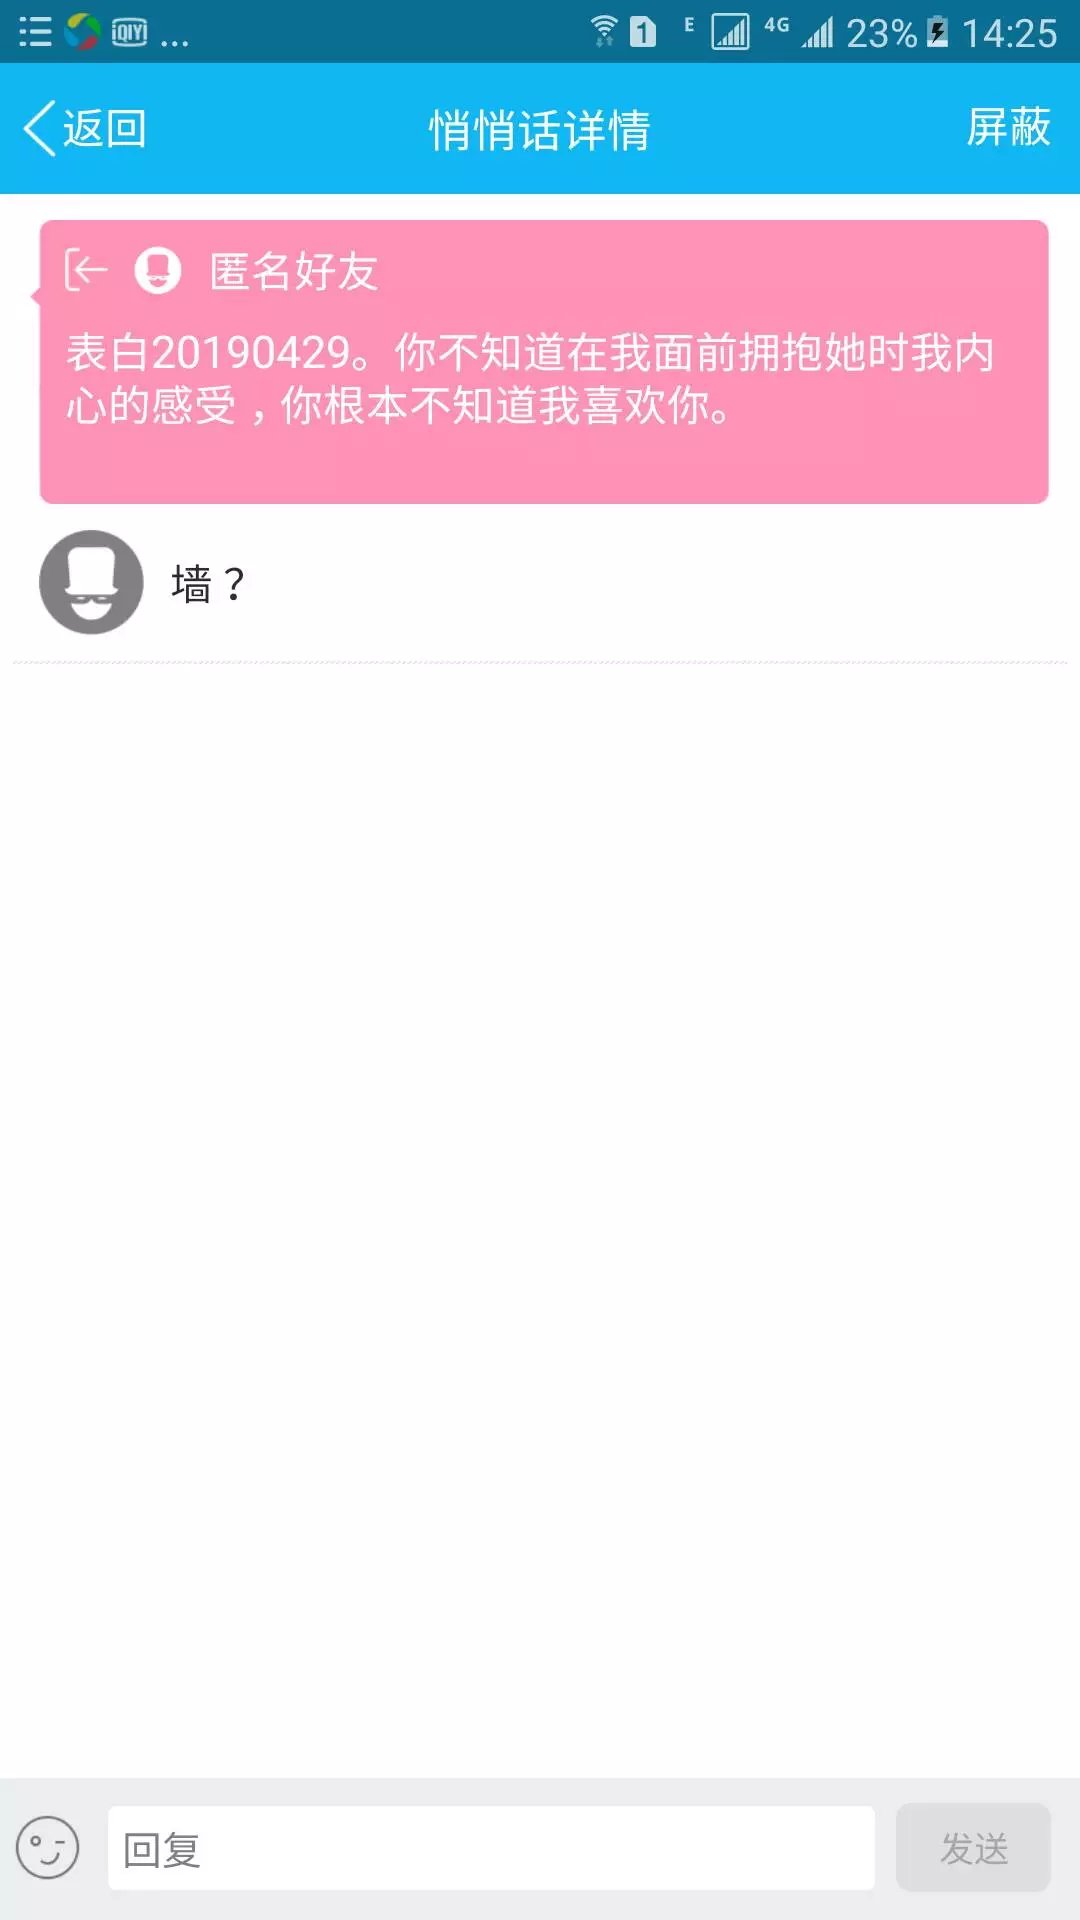 QIYI ... 1 E 4G 23% 14:25
返回 悄悄话详情 屏蔽
匿名好友
表白20190429。你不知道在我面前拥抱她时我内
心的感受，你根本不知道我喜欢你。
墙？
回复 发送